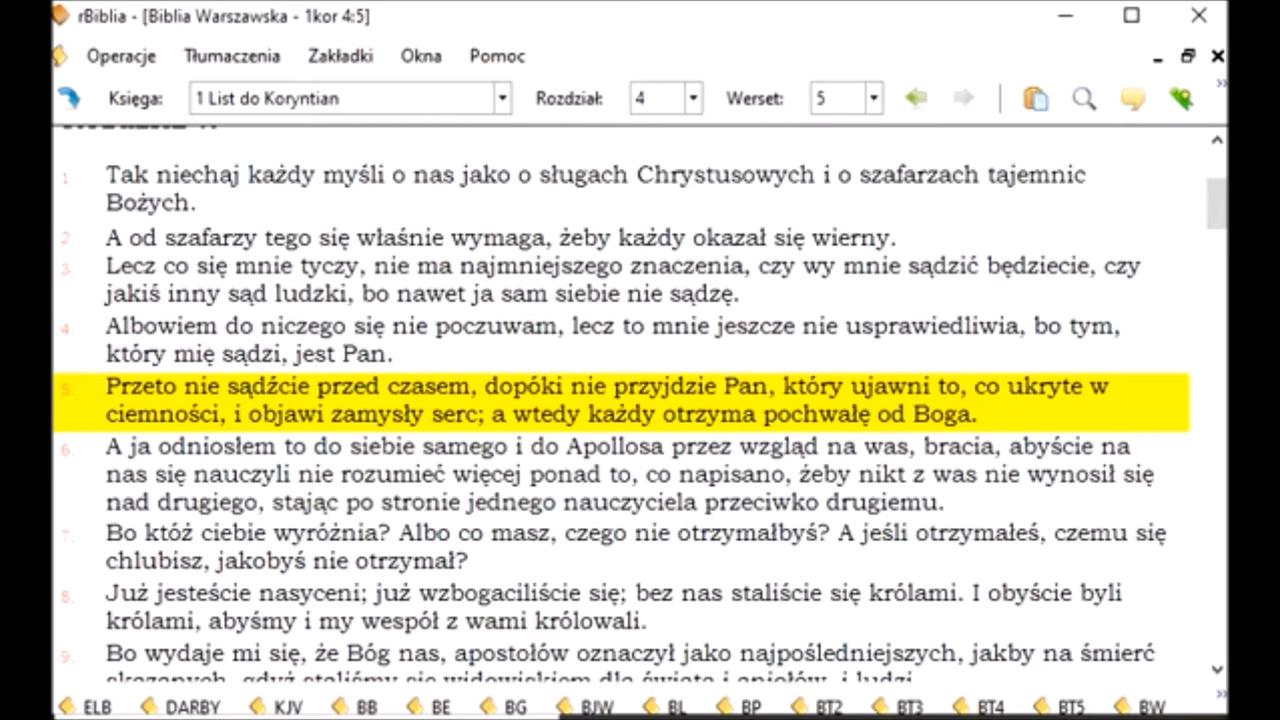 rBiblia - [Biblia Warszawska - 1kor 4:5]
Operacje Tłumaczenia Zakładki Okna Pomoc
Księga: 1 List do Koryntian Rozdział: 4 Werset: 5
1. Tak niechaj każdy myśli o nas jako o sługach Chrystusowych i o szafarzach tajemnic
Bożych.
2. A od szafarzy tego się właśnie wymaga, żeby każdy okazał się wierny.
3. Lecz co się mnie tyczy, nie ma najmniejszego znaczenia, czy wy mnie sądzić będziecie, czy
jakiś inny sąd ludzki, bo nawet ja sam siebie nie sądzę.
4. Albowiem do niczego się nie poczuwam, lecz to mnie jeszcze nie usprawiedliwia, bo tym,
który mię sądzi, jest Pan.
5. Przeto nie sądźcie przed czasem, dopóki nie przyjdzie Pan, który ujawni to, co ukryte w
ciemności, i objawi zamysły serc; a wtedy każdy otrzyma pochwałę od Boga.
6. A ja odniosłem to do siebie samego i do Apollosa przez wzgląd na was, bracia, abyście na
nas się nauczyli nie rozumieć więcej ponad to, co napisano, żeby nikt z was nie wynosił się
nad drugiego, stając po stronie jednego nauczyciela przeciwko drugiemu.
7. Bo któż ciebie wyróżnia? Albo co masz, czego nie otrzymałbyś? A jeśli otrzymałeś, czemu się
chlubisz, jakobyś nie otrzymał?
8. Już jesteście nasyceni; już wzbogaciliście się; bez nas staliście się królami. I obyście byli
królami, abyśmy i my wespół z wami królowali.
9. Bo wydaje mi się, że Bóg nas, apostołów oznaczył jako najpośledniejszych, jakby na śmierć
ELB DARBY KJV BB BE BG BJW BL BP BT2 BT3 BT4 BT5 BW